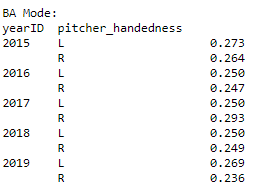 BA Mode:
yearID  pitcher_handedness
2015    L                     0.273
        R                     0.264
2016    L                     0.250
        R                     0.247
2017    L                     0.250
        R                     0.293
2018    L                     0.250
        R                     0.249
2019    L                     0.269
        R                     0.236